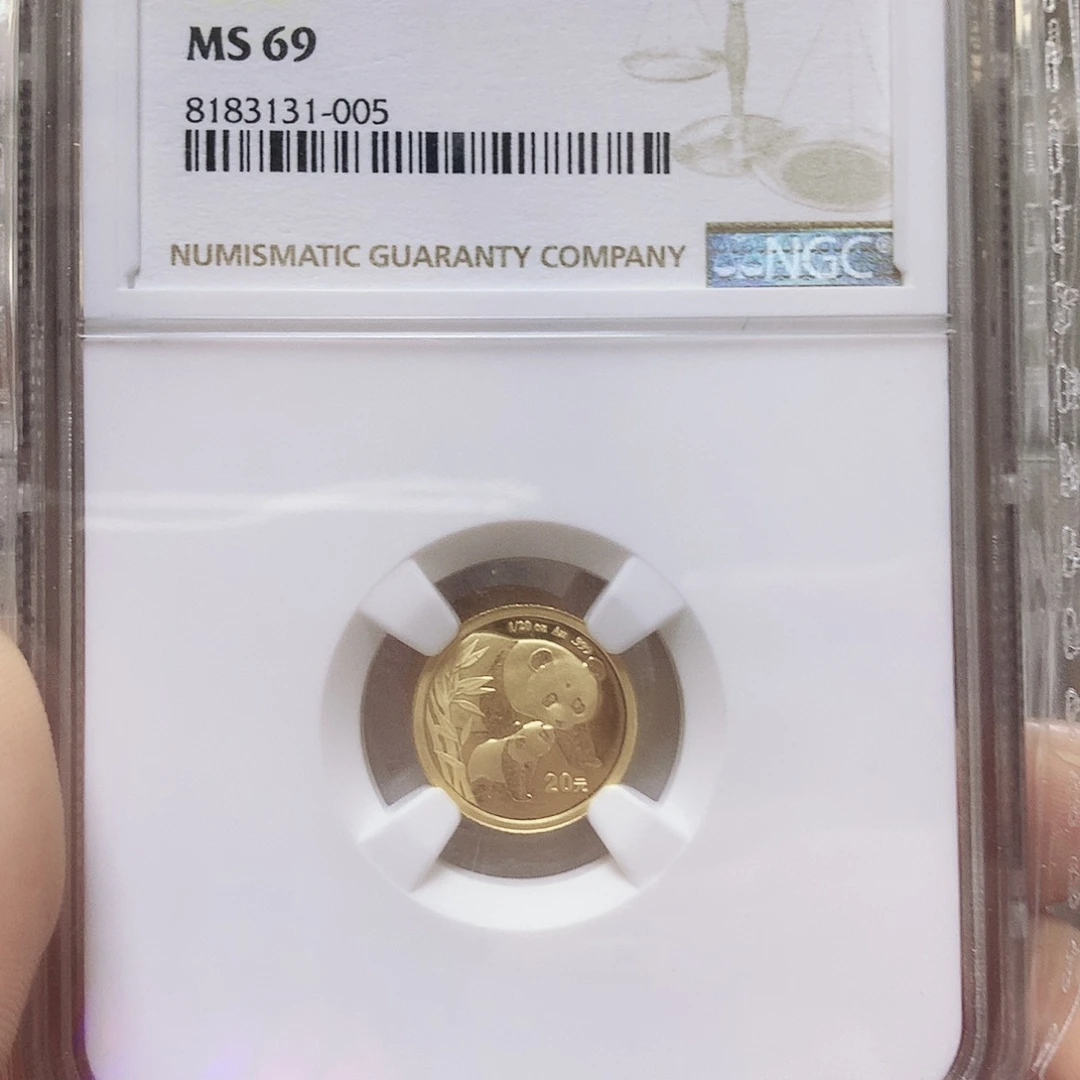 MS 69
8183131-005
NUMISMATIC GUARANTY COMPANY
NGC
1/20 oz Au .999
20元